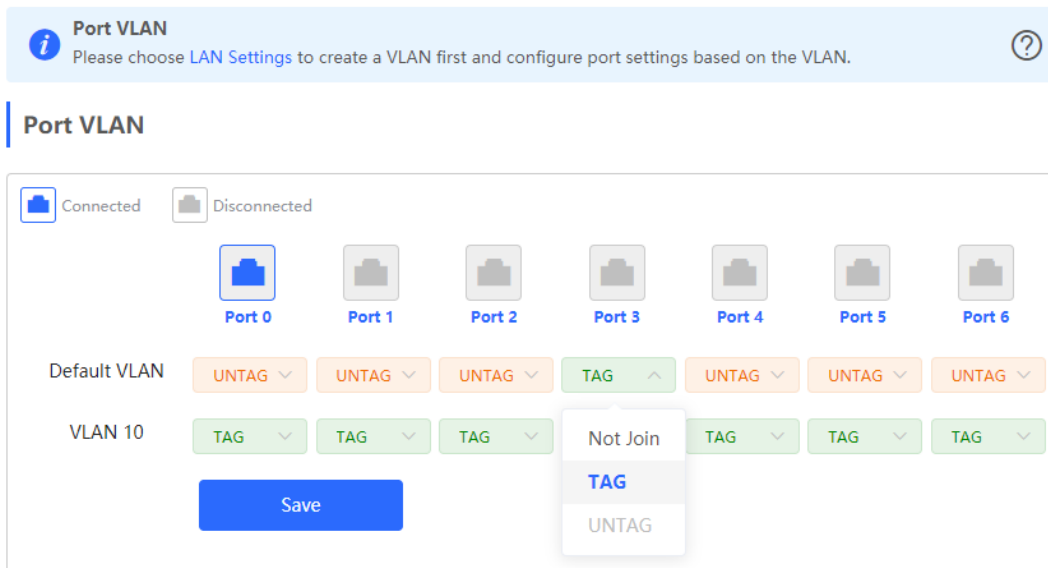 Port VLAN
Please choose LAN Settings to create a VLAN first and configure port settings based on the VLAN.
Port VLAN
Connected Disconnected
Port 0 Port 1 Port 2 Port 3 Port 4 Port 5 Port 6
Default VLAN UNTAG UNTAG UNTAG TAG UNTAG UNTAG UNTAG
VLAN 10 TAG TAG TAG TAG TAG TAG
Not Join
TAG
UNTAG
Save